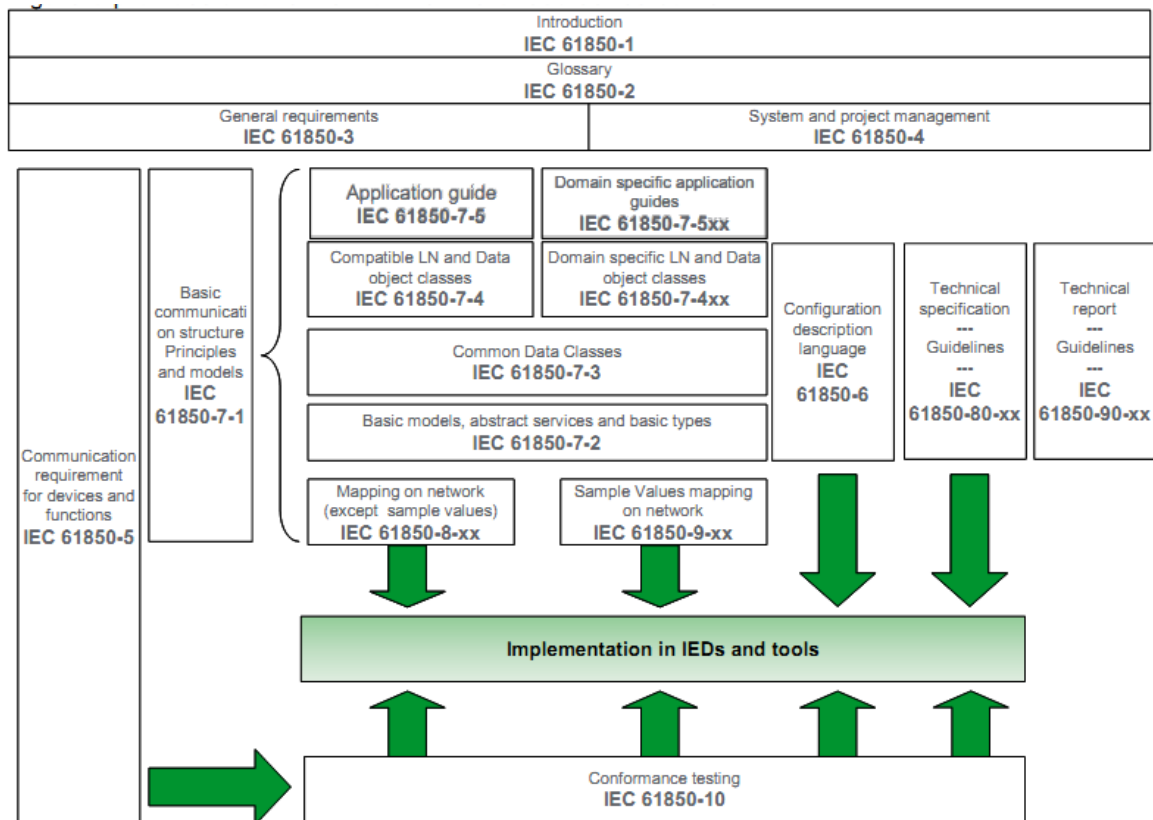 Introduction
IEC 61850-1
Glossary
IEC 61850-2
General requirements
IEC 61850-3
System and project management
IEC 61850-4
Communication
requirement
for devices and
functions
IEC 61850-5
Basic
communicati
on structure
Principles
and models
IEC
61850-7-1
Application guide
IEC 61850-7-5
Domain specific application
guides
IEC 61850-7-5xx
Compatible LN and Data
object classes
IEC 61850-7-4
Domain specific LN and Data
object classes
IEC 61850-7-4xx
Common Data Classes
IEC 61850-7-3
Basic models, abstract services and basic types
IEC 61850-7-2
Mapping on network
(except sample values)
IEC 61850-8-xx
Sample Values mapping
on network
IEC 61850-9-xx
Configuration
description
language
IEC
61850-6
Technical
specification
---
Guidelines
---
IEC
61850-80-xx
Technical
report
---
Guidelines
---
IEC
61850-90-xx
Implementation in IEDs and tools
Conformance testing
IEC 61850-10